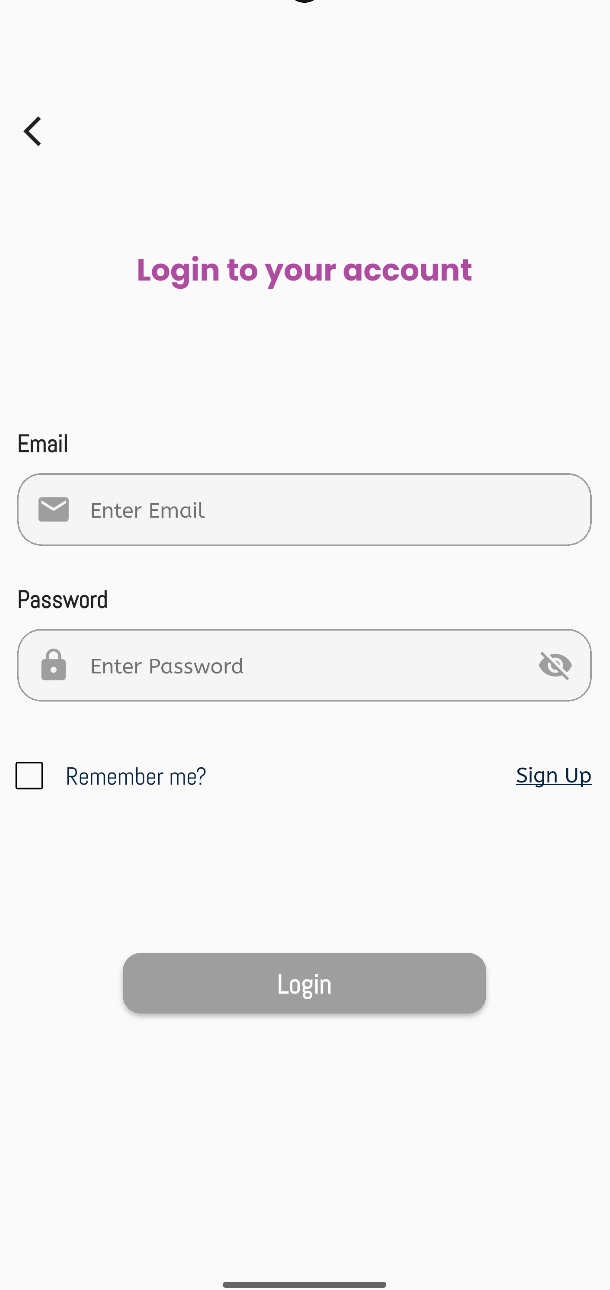 Login to your account
Email
Enter Email
Password
Enter Password
Remember me? Sign Up
Login